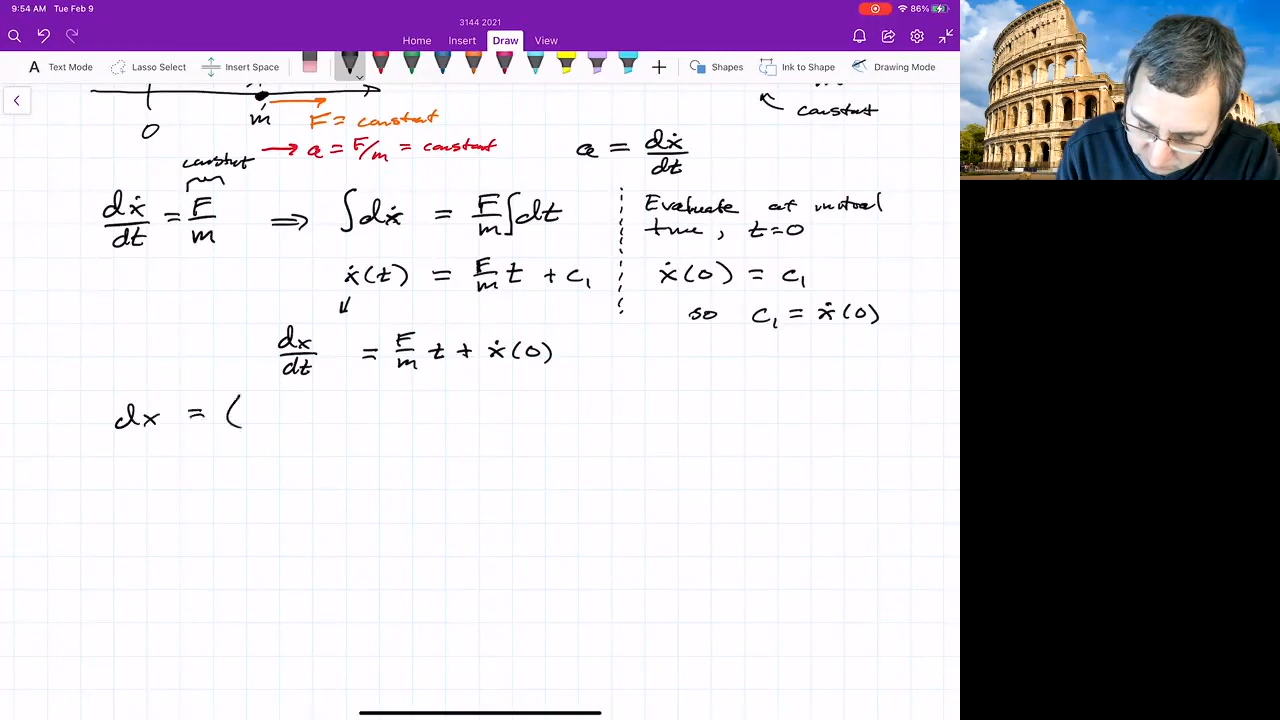 9:54 AM Tue Feb 9
86%
3144 2021
Home Insert Draw View
Text Mode Lasso Select Insert Space Shapes Ink to Shape Drawing Mode
0 m F = constant
→ a = F/m = constant
constant
a = dẋ/dt
constant
dẋ/dt = F/m ⟹ ∫dẋ = F/m ∫dt
Evaluate at initial
time, t=0
ẋ(t) = F/m t + c₁
ẋ(0) = c₁
so c₁ = ẋ(0)
dx/dt = F/m t + ẋ(0)
dx = (